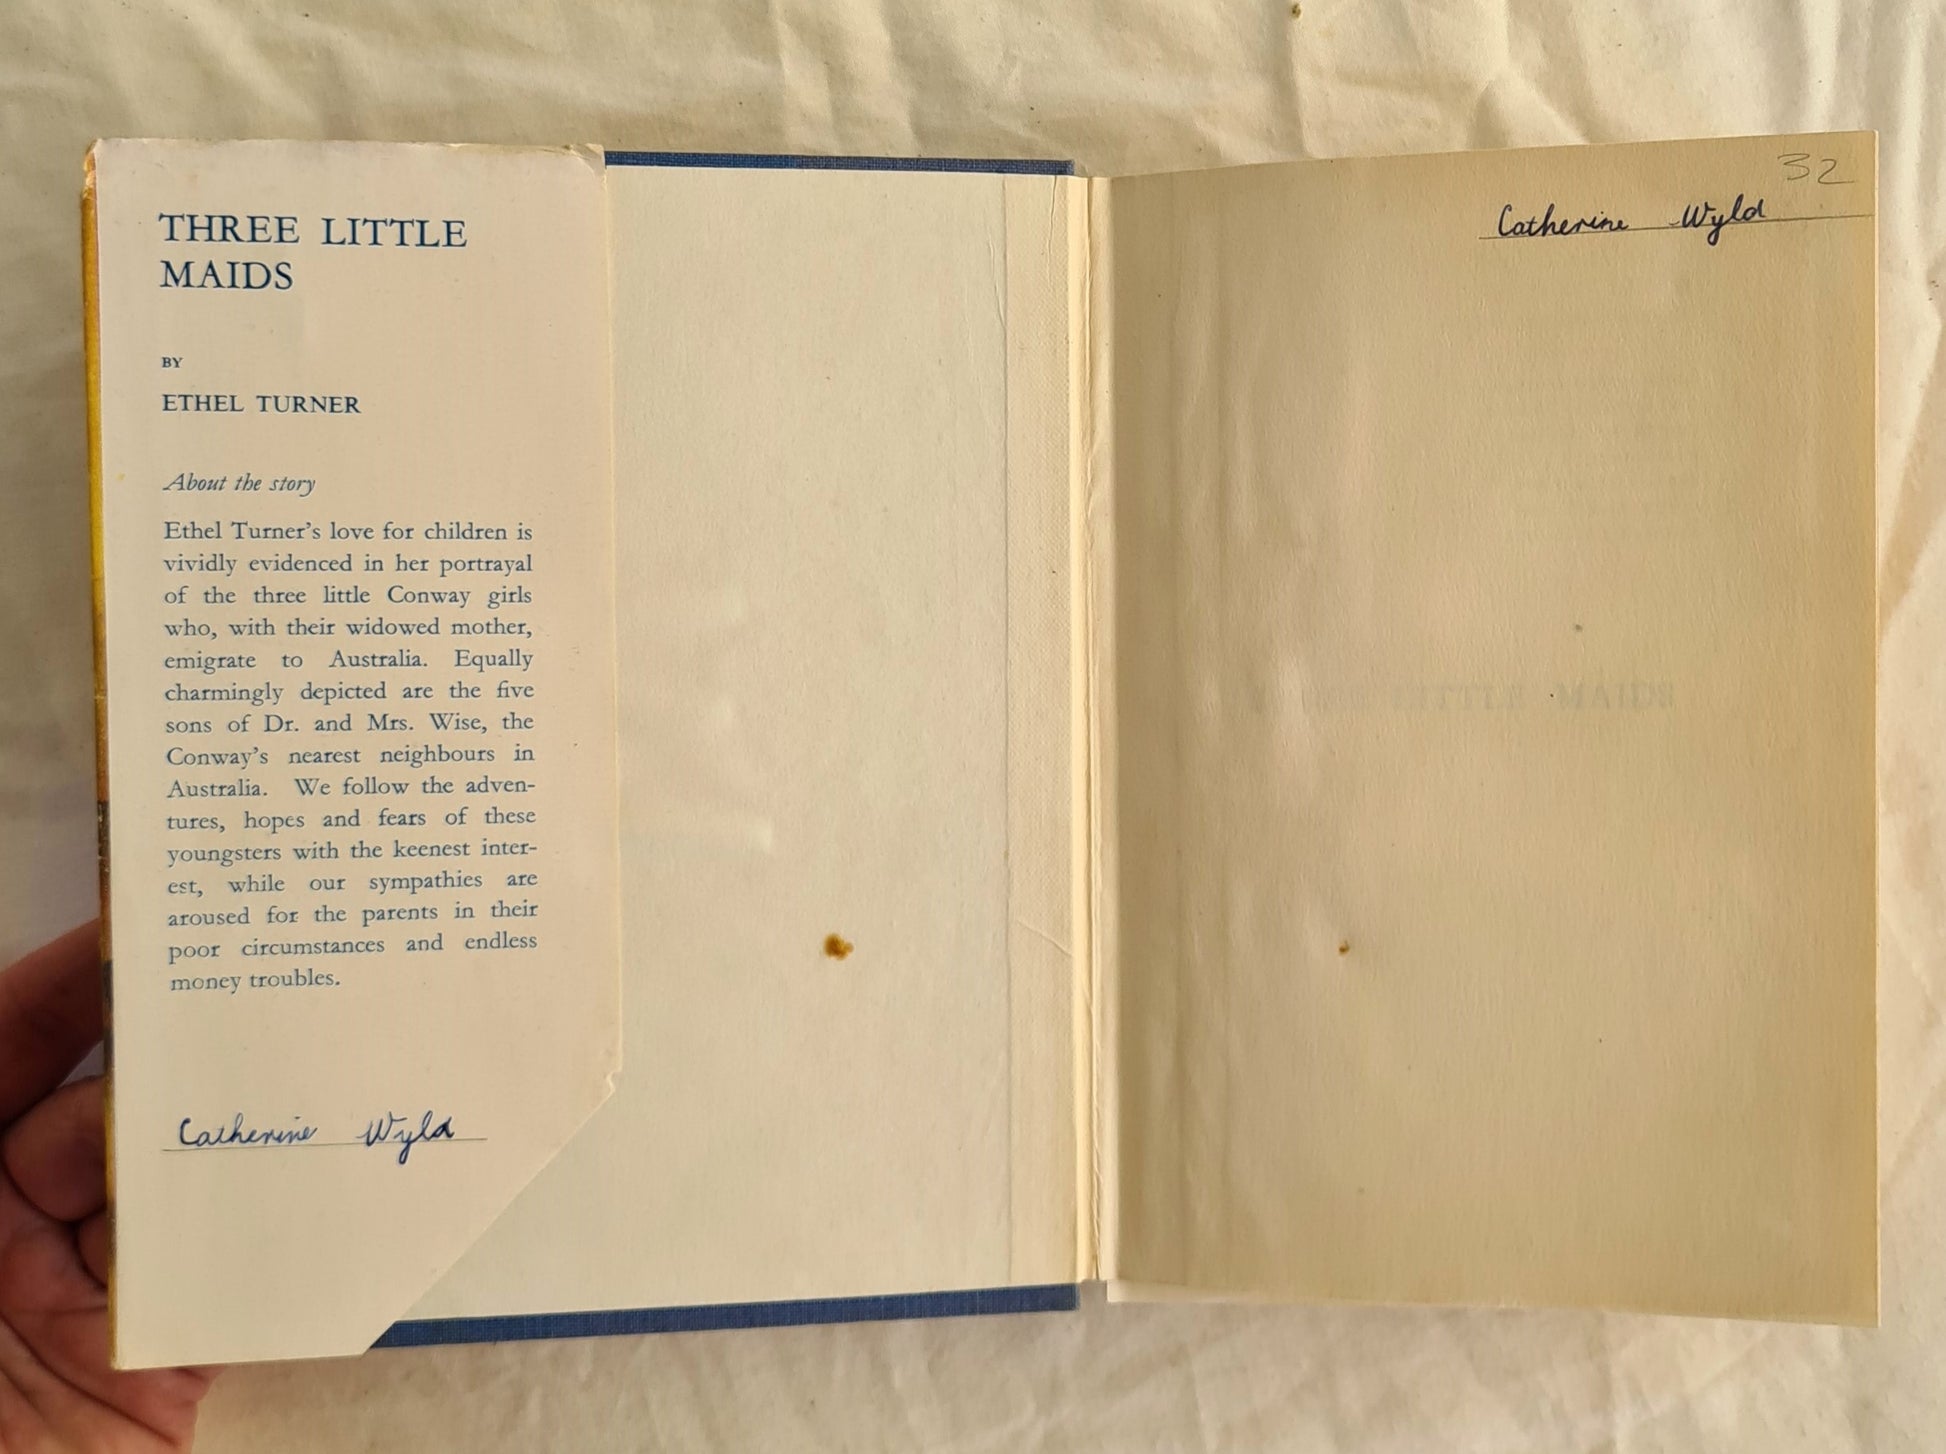 THREE LITTLE
MAIDS
BY
ETHEL TURNER
About the story
Ethel Turner's love for children is
vividly evidenced in her portrayal
of the three little Conway girls
who, with their widowed mother,
emigrate to Australia. Equally
charmingly depicted are the five
sons of Dr. and Mrs. Wise, the
Conway's nearest neighbours in
Australia. We follow the adven-
tures, hopes and fears of these
youngsters with the keenest inter-
est, while our sympathies are
aroused for the parents in their
poor circumstances and endless
money troubles.
Catherine Wyld
32
Catherine Wyld
LITTLE MAIDS